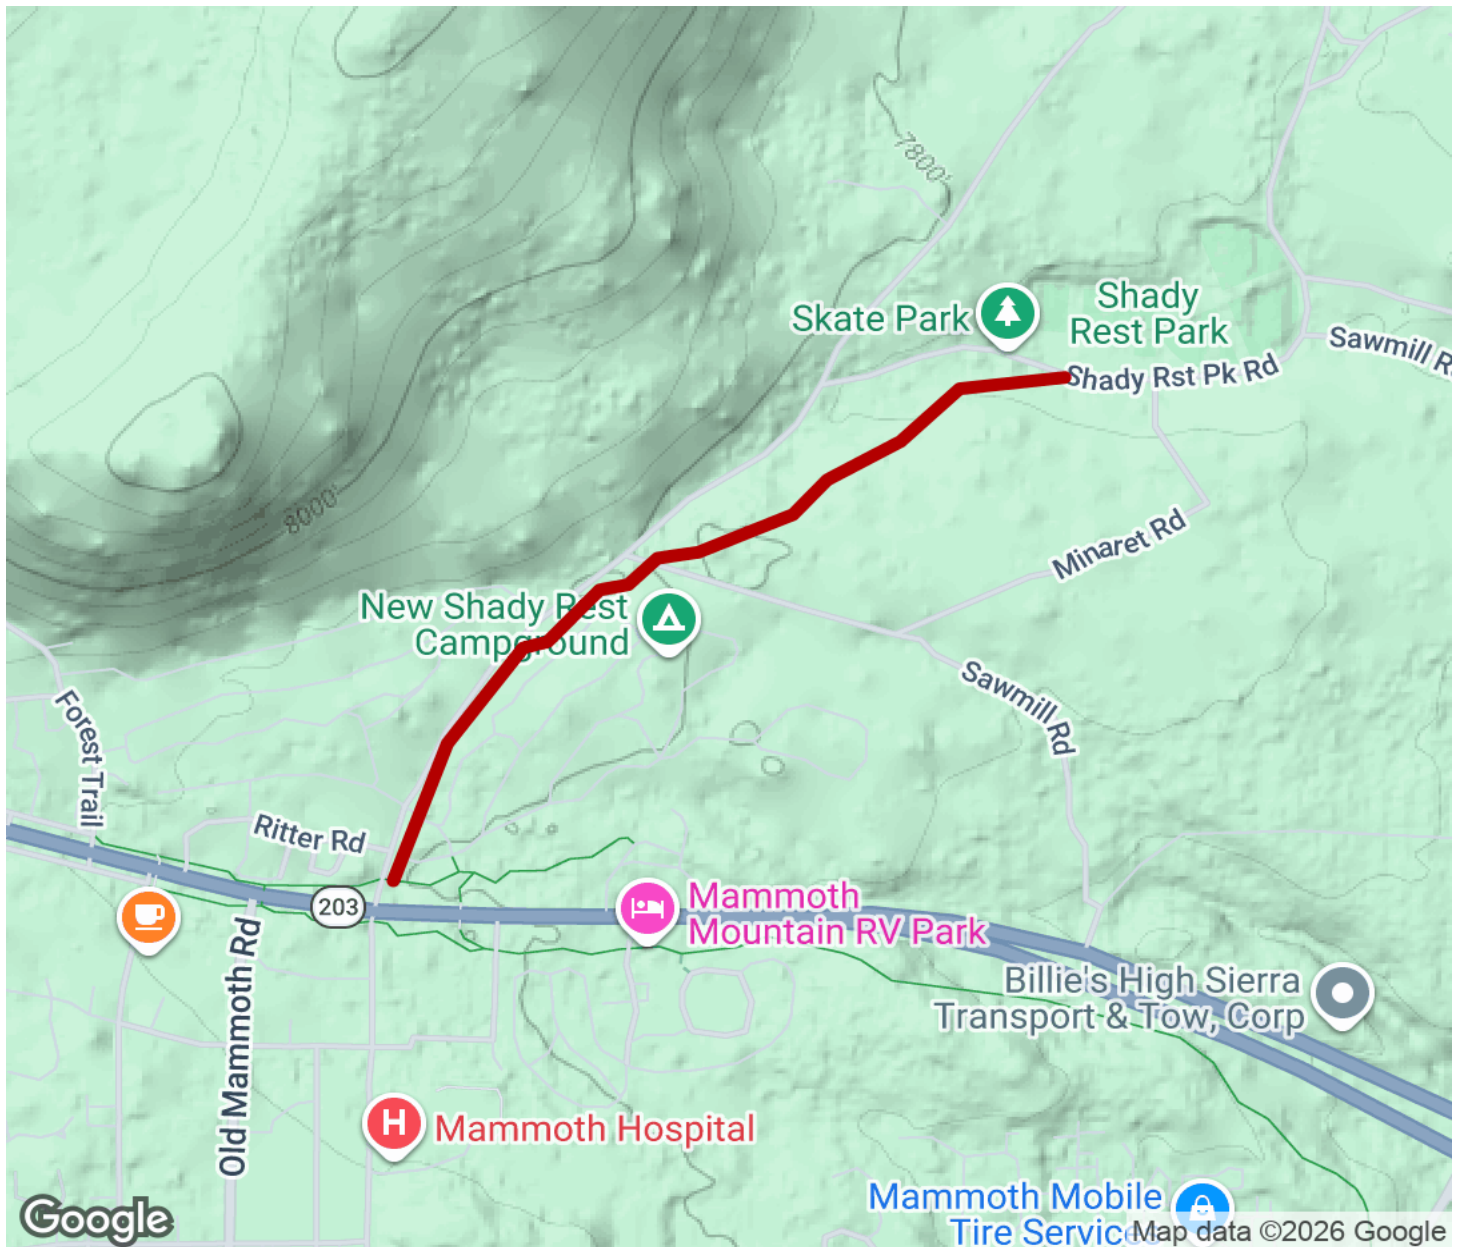 7800'
Skate Park
Shady
Rest Park
Sawmill R
Shady Rst Pk Rd
8000'
Minaret Rd
New Shady Rest
Campground
Sawmill Rd
Forest Trail
Ritter Rd
203
Mammoth
Mountain RV Park
Old Mammoth Rd
Billie's High Sierra
Transport & Tow, Corp
H
Mammoth Hospital
Mammoth Mobile
Tire Service
Google
Map data ©2026 Google